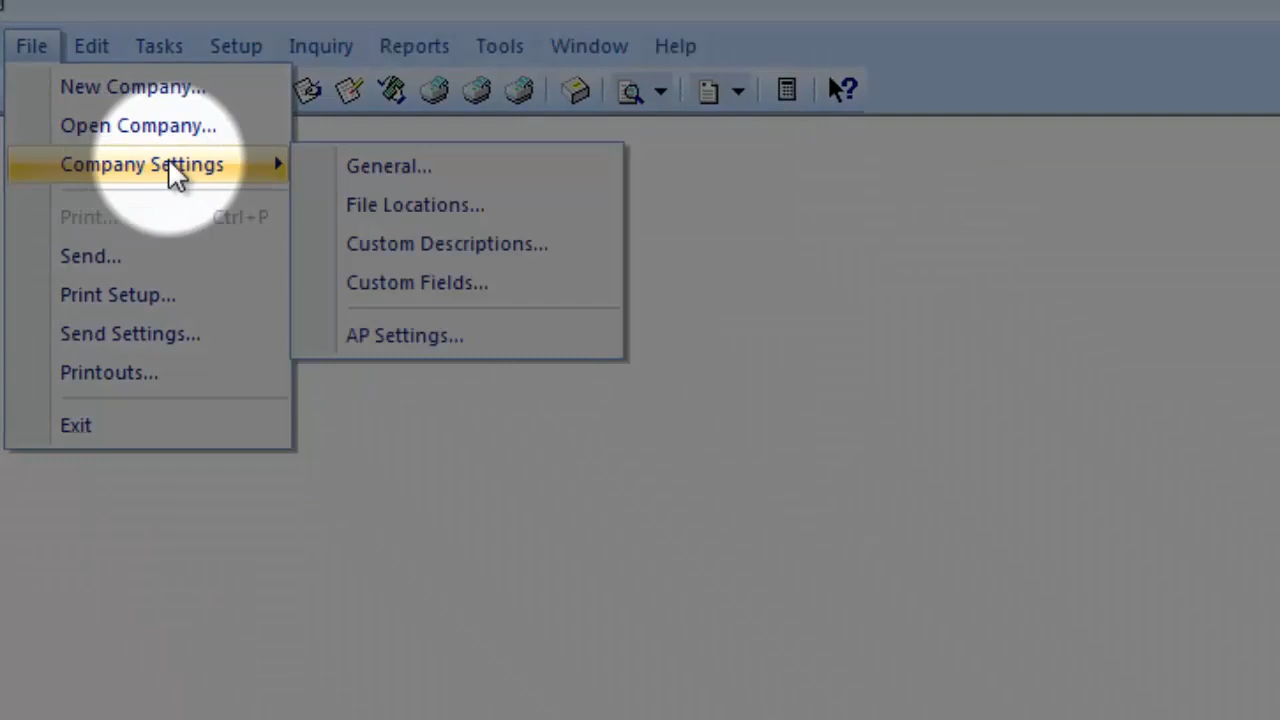 File Edit Tasks Setup Inquiry Reports Tools Window Help
New Company...
Open Company...
Company Settings
Print... Ctrl+P
Send...
Print Setup...
Send Settings...
Printouts...
Exit
General...
File Locations...
Custom Descriptions...
Custom Fields...
AP Settings...